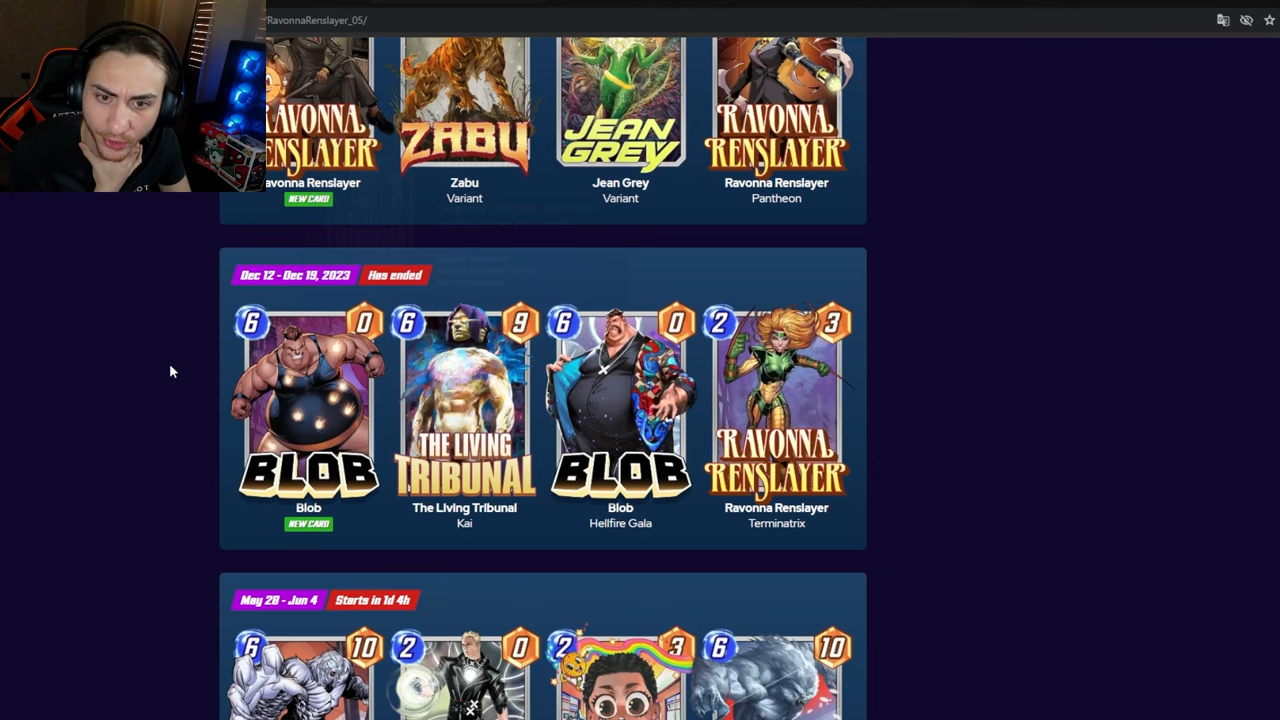 /RavonnaRenslayer_05/
RAVONNA
RENSLAYER
ZABU
JEAN
GREY
RAVONNA
RENSLAYER
avonna Renslayer
NEW CARD
Zabu
Variant
Jean Grey
Variant
Ravonna Renslayer
Pantheon
Dec 12 - Dec 19, 2023
Has ended
6 0
6 9
6 0
2 3
BLOB
THE LIVING
TRIBUNAL
BLOB
RAVONNA
RENSLAYER
Blob
NEW CARD
The Living Tribunal
Kai
Blob
Hellfire Gala
Ravonna Renslayer
Terminatrix
May 29 - Jun 4
Starts in 1d 4h
6 10
2 0
2 3
6 10